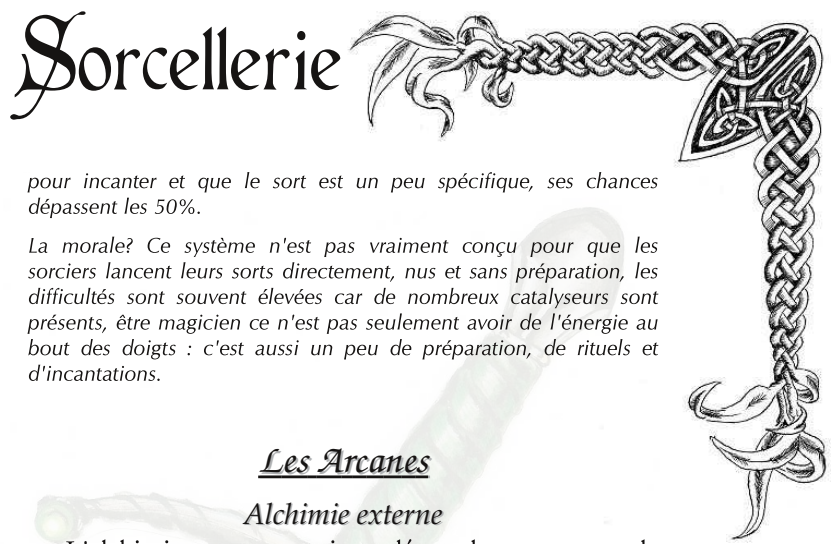 Sorcellerie
pour incanter et que le sort est un peu spécifique, ses chances
dépassent les 50%.
La morale? Ce système n'est pas vraiment conçu pour que les
sorciers lancent leurs sorts directement, nus et sans préparation, les
difficultés sont souvent élevées car de nombreux catalyseurs sont
présents, être magicien ce n'est pas seulement avoir de l'énergie au
bout des doigts : c'est aussi un peu de préparation, de rituels et
d'incantations.
Les Arcanes
Alchimie externe